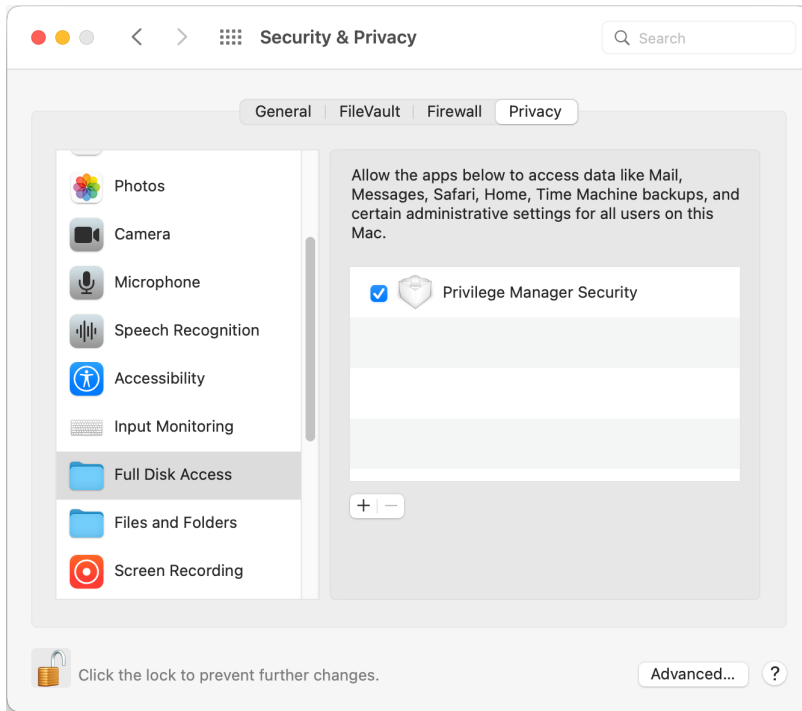 Security & Privacy
Search
General
FileVault
Firewall
Privacy
Photos
Camera
Microphone
Speech Recognition
Accessibility
Input Monitoring
Full Disk Access
Files and Folders
Screen Recording
Allow the apps below to access data like Mail,
Messages, Safari, Home, Time Machine backups, and
certain administrative settings for all users on this
Mac.
Privilege Manager Security
+ −
Click the lock to prevent further changes.
Advanced...
?